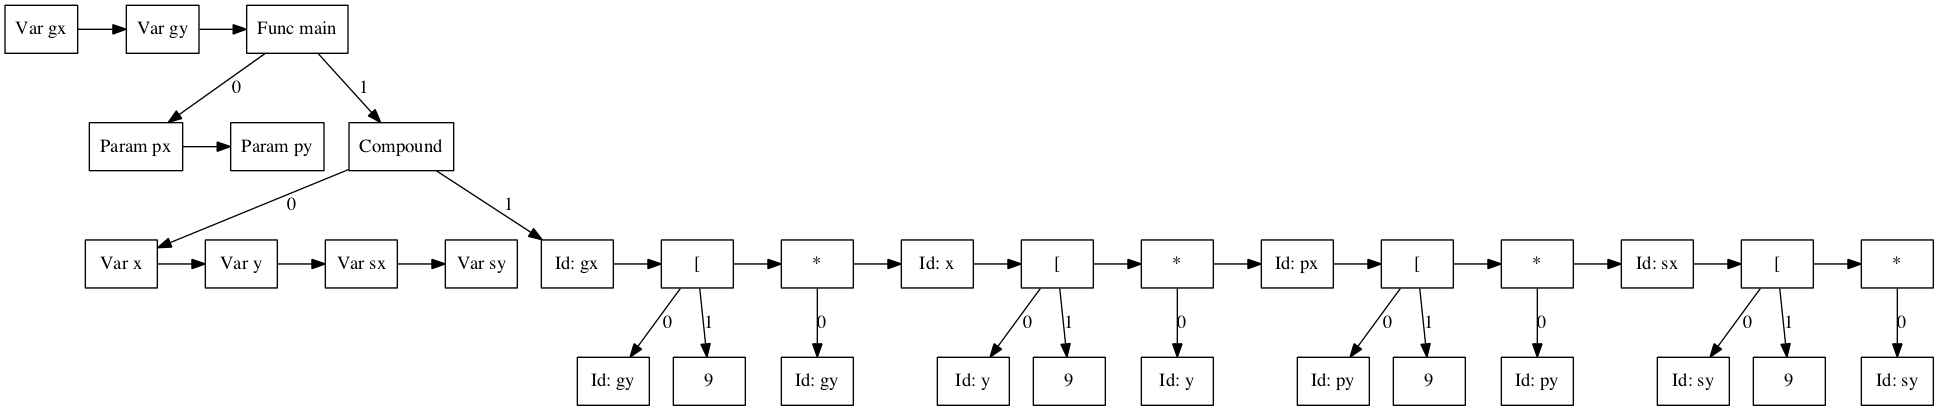 Var gx
Var gy
Func main
0
1
Param px
Param py
Compound
0
1
Var x
Var y
Var sx
Var sy
Id: gx
[
*
Id: x
[
*
Id: px
[
*
Id: sx
[
*
0
1
0
0
1
0
0
1
0
0
1
0
Id: gy
9
Id: gy
Id: y
9
Id: y
Id: py
9
Id: py
Id: sy
9
Id: sy